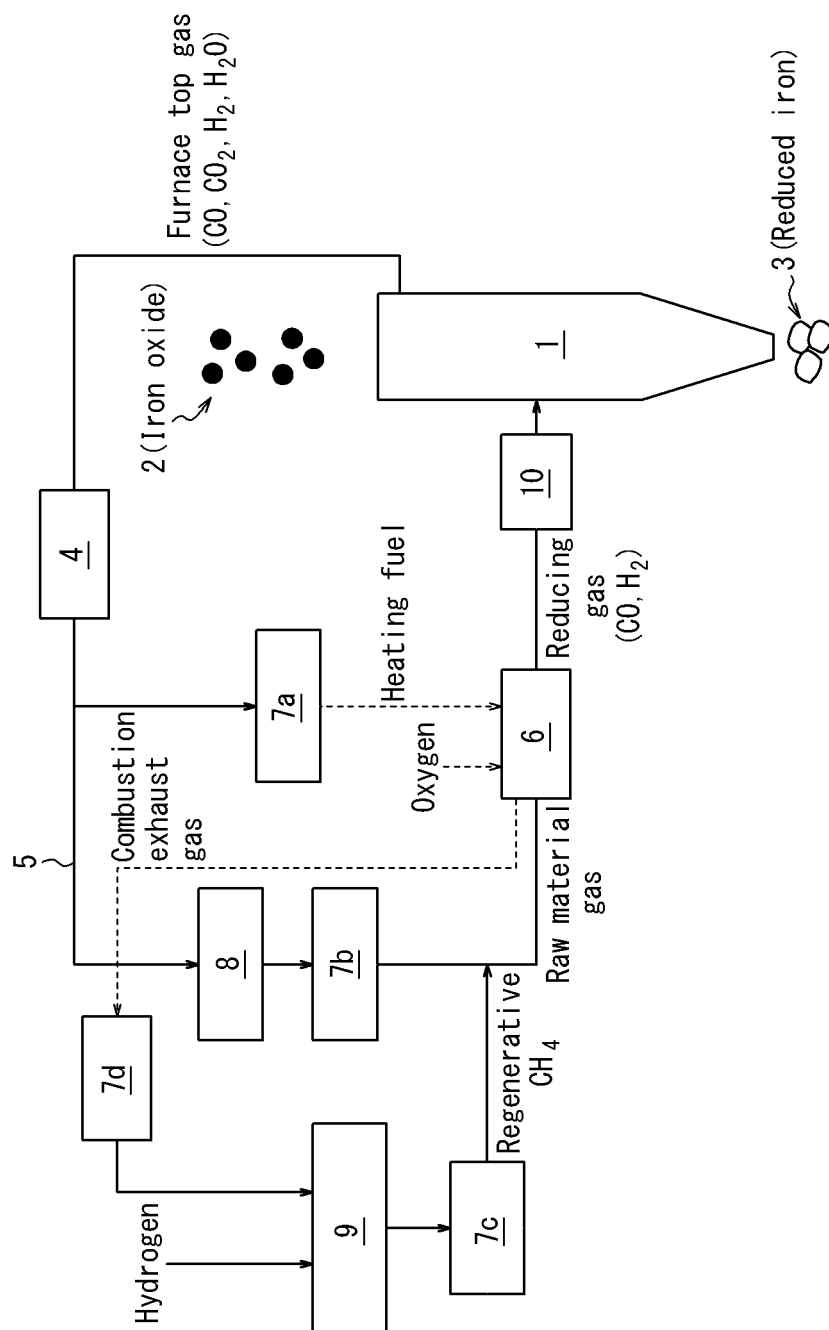 Furnace top gas
(CO, CO2, H2, H2O)
2 (Iron oxide)
3 (Reduced iron)
1
4
10
Reducing
gas
(CO, H2)
Heating fuel
7a
Oxygen
6
5
Combustion
exhaust
gas
8
7b
Raw material
gas
7d
Regenerative
CH4
Hydrogen
9
7c